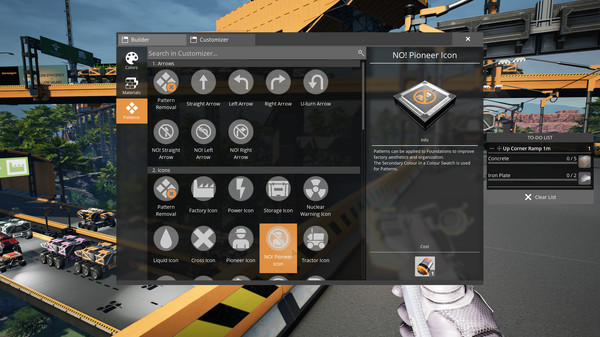 Builder
Customizer
Search in Customizer...
Colors
Materials
Patterns
1. Arrows
Pattern
Removal
Straight Arrow
Left Arrow
Right Arrow
U-turn Arrow
NO! Straight
Arrow
NO! Left
Arrow
NO! Right
Arrow
2. Icons
Pattern
Removal
Factory Icon
Power Icon
Storage Icon
Nuclear
Warning Icon
Liquid Icon
Cross Icon
Pioneer Icon
NO! Pioneer
Icon
Tractor Icon
NO! Pioneer Icon
Info
Patterns can be applied to Foundations to improve
factory aesthetics and organization.
The Secondary Colour in a Colour Swatch is used
for Patterns.
Cost
TO-DO LIST
Up Corner Ramp 1m 1
Concrete 0 / 5
Iron Plate 0 / 2
Clear List